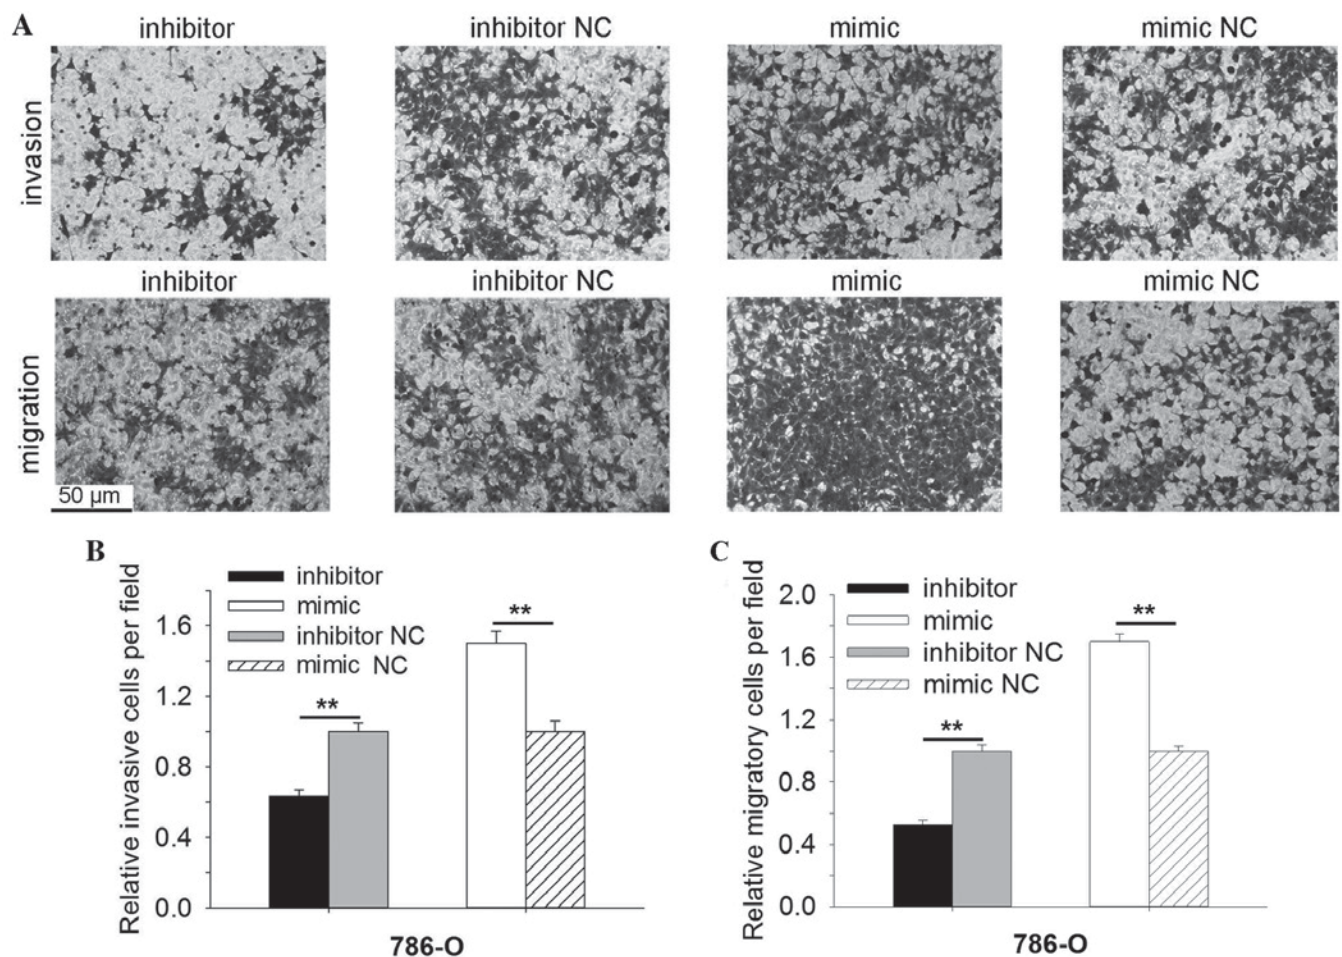 A
inhibitor
inhibitor NC
mimic
mimic NC
invasion
inhibitor
inhibitor NC
mimic
mimic NC
migration
50 µm
B
Relative invasive cells per field
inhibitor
mimic
inhibitor NC
mimic NC
1.6
1.2
0.8
0.4
0.0
**
**
786-O
C
Relative migratory cells per field
inhibitor
mimic
inhibitor NC
mimic NC
2.0
1.6
1.2
0.8
0.4
0.0
**
**
786-O